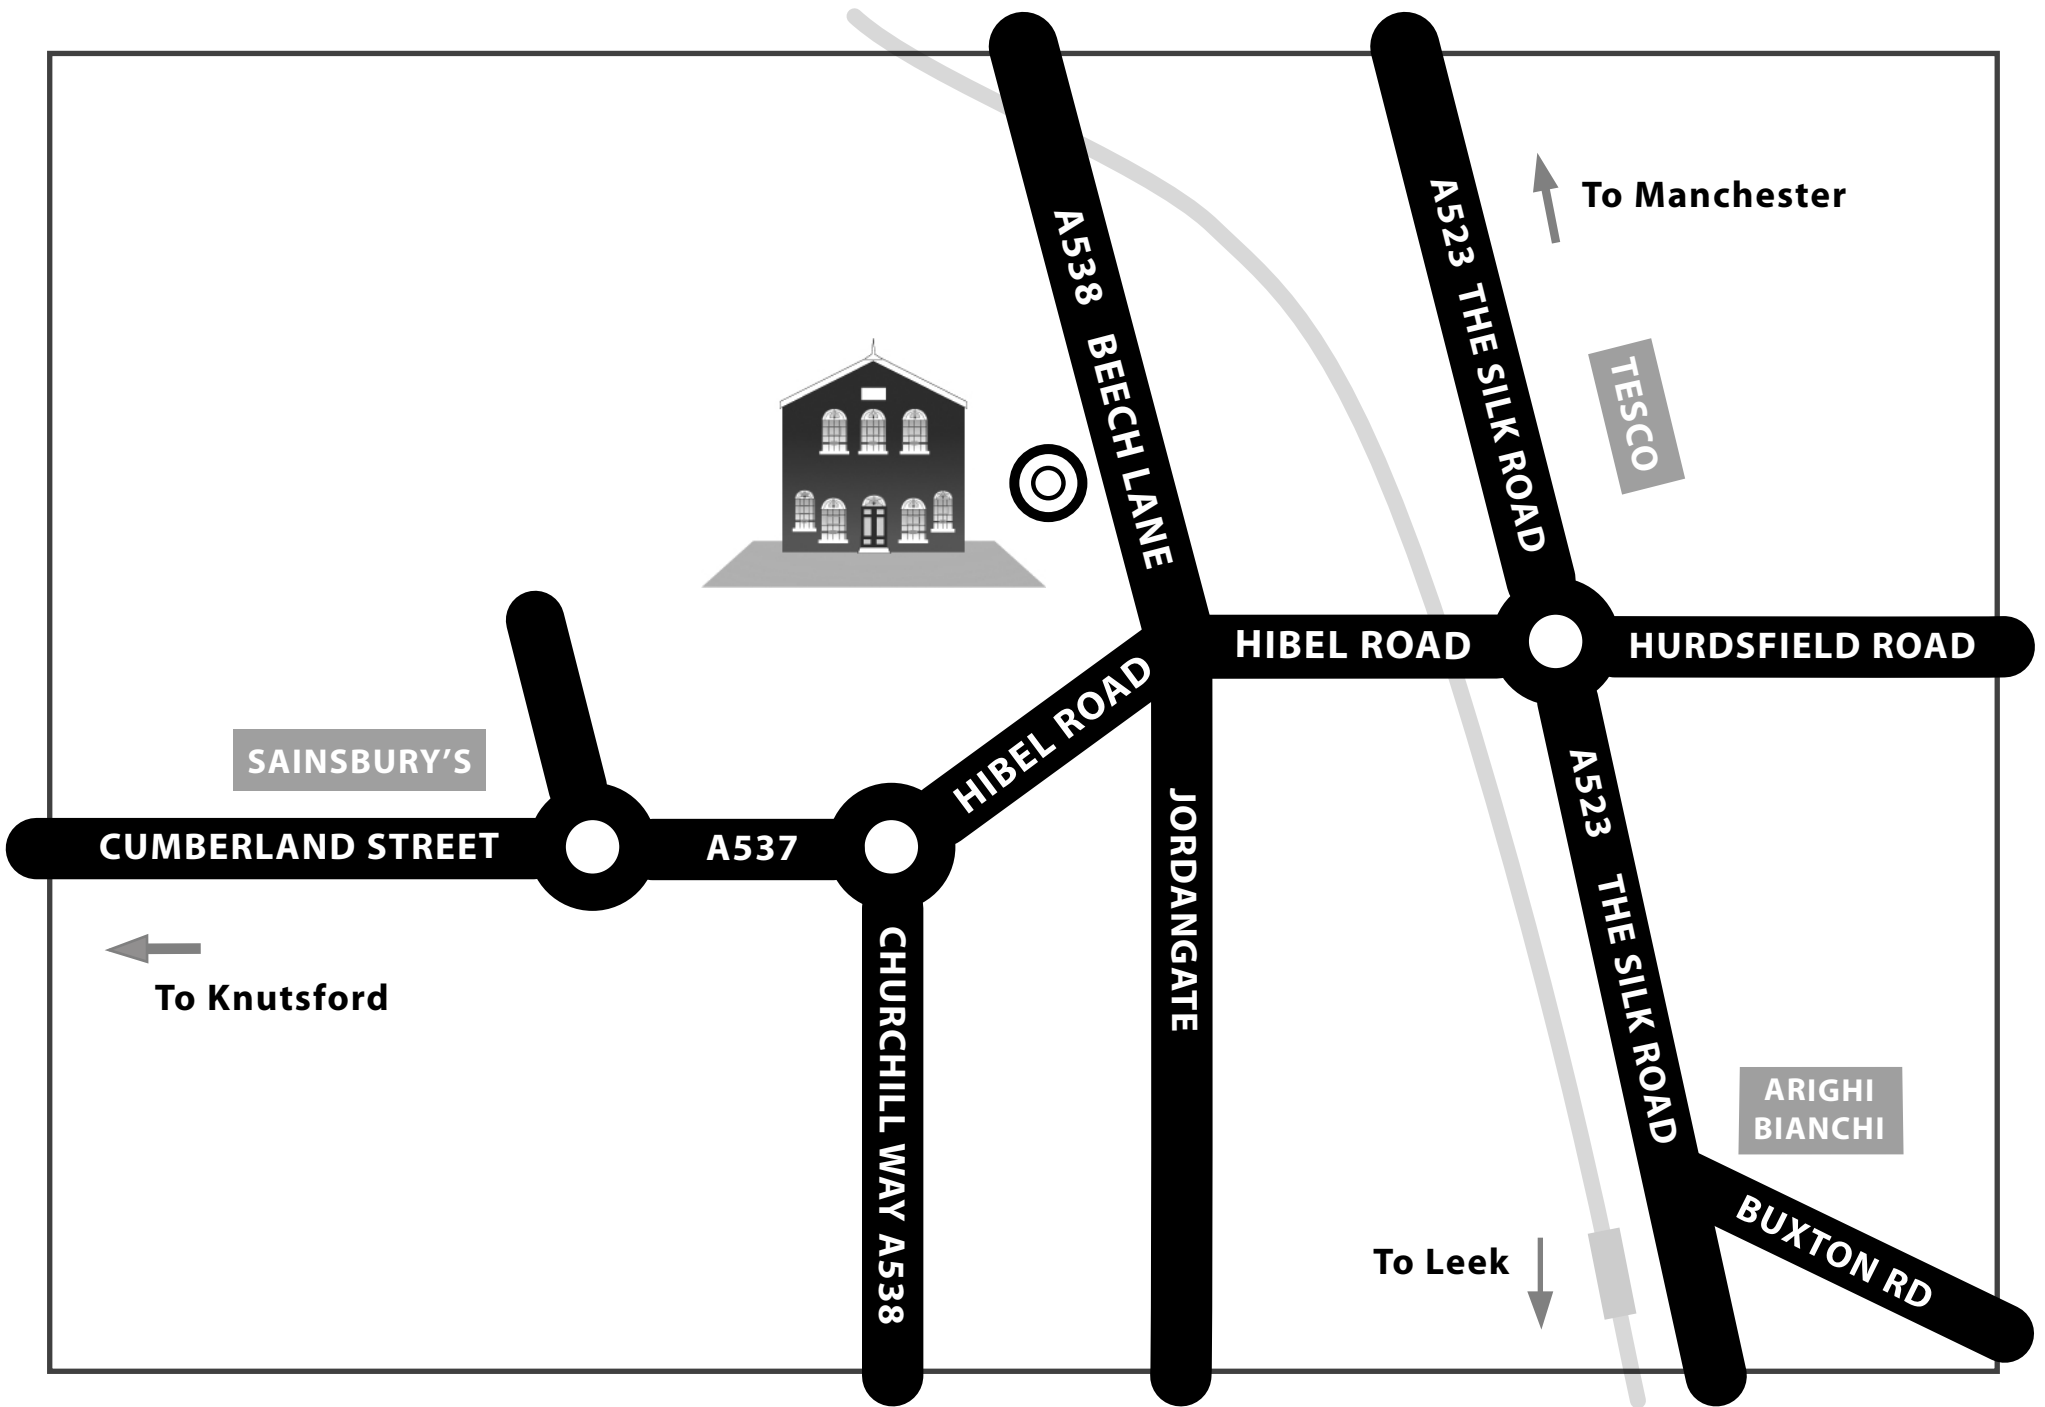 To Manchester
A538 BEECH LANE
A523 THE SILK ROAD
TESCO
HIBEL ROAD
HURDSFIELD ROAD
HIBEL ROAD
SAINSBURY’S
CUMBERLAND STREET
A537
JORDANGATE
A523 THE SILK ROAD
To Knutsford
CHURCHILL WAY A538
ARIGHI
BIANCHI
BUXTON RD
To Leek